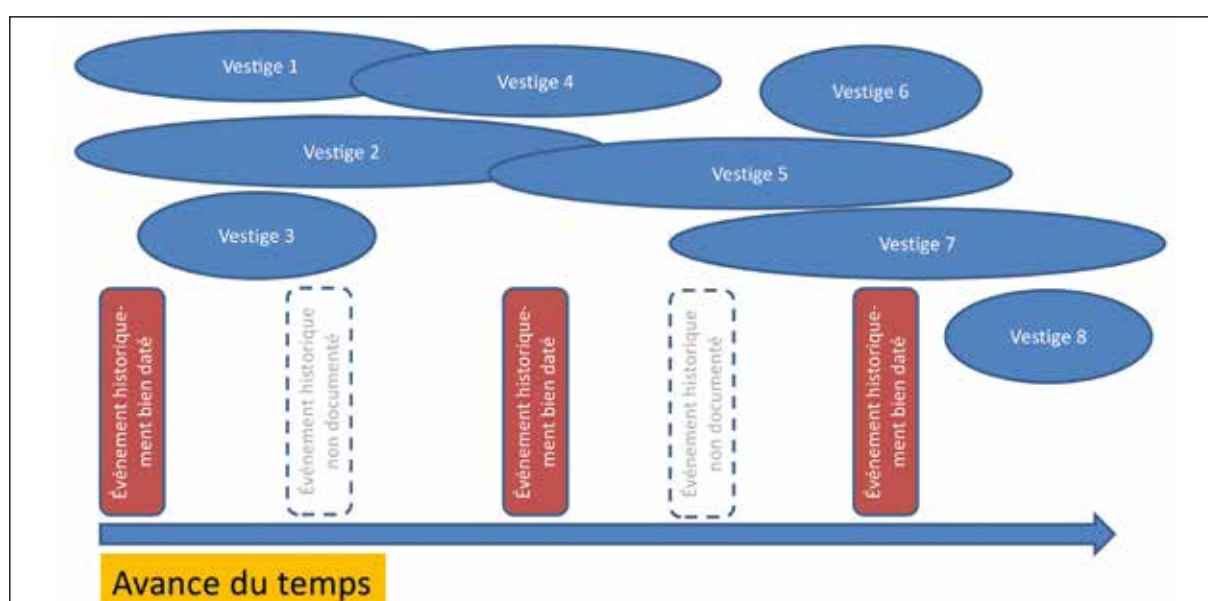 Vestige 1
Vestige 4
Vestige 6
Vestige 2
Vestige 5
Vestige 3
Vestige 7
Vestige 8
Événement historique-
ment bien daté
Événement historique
non documenté
Événement historique-
ment bien daté
Événement historique
non documenté
Événement historique-
ment bien daté
Avance du temps